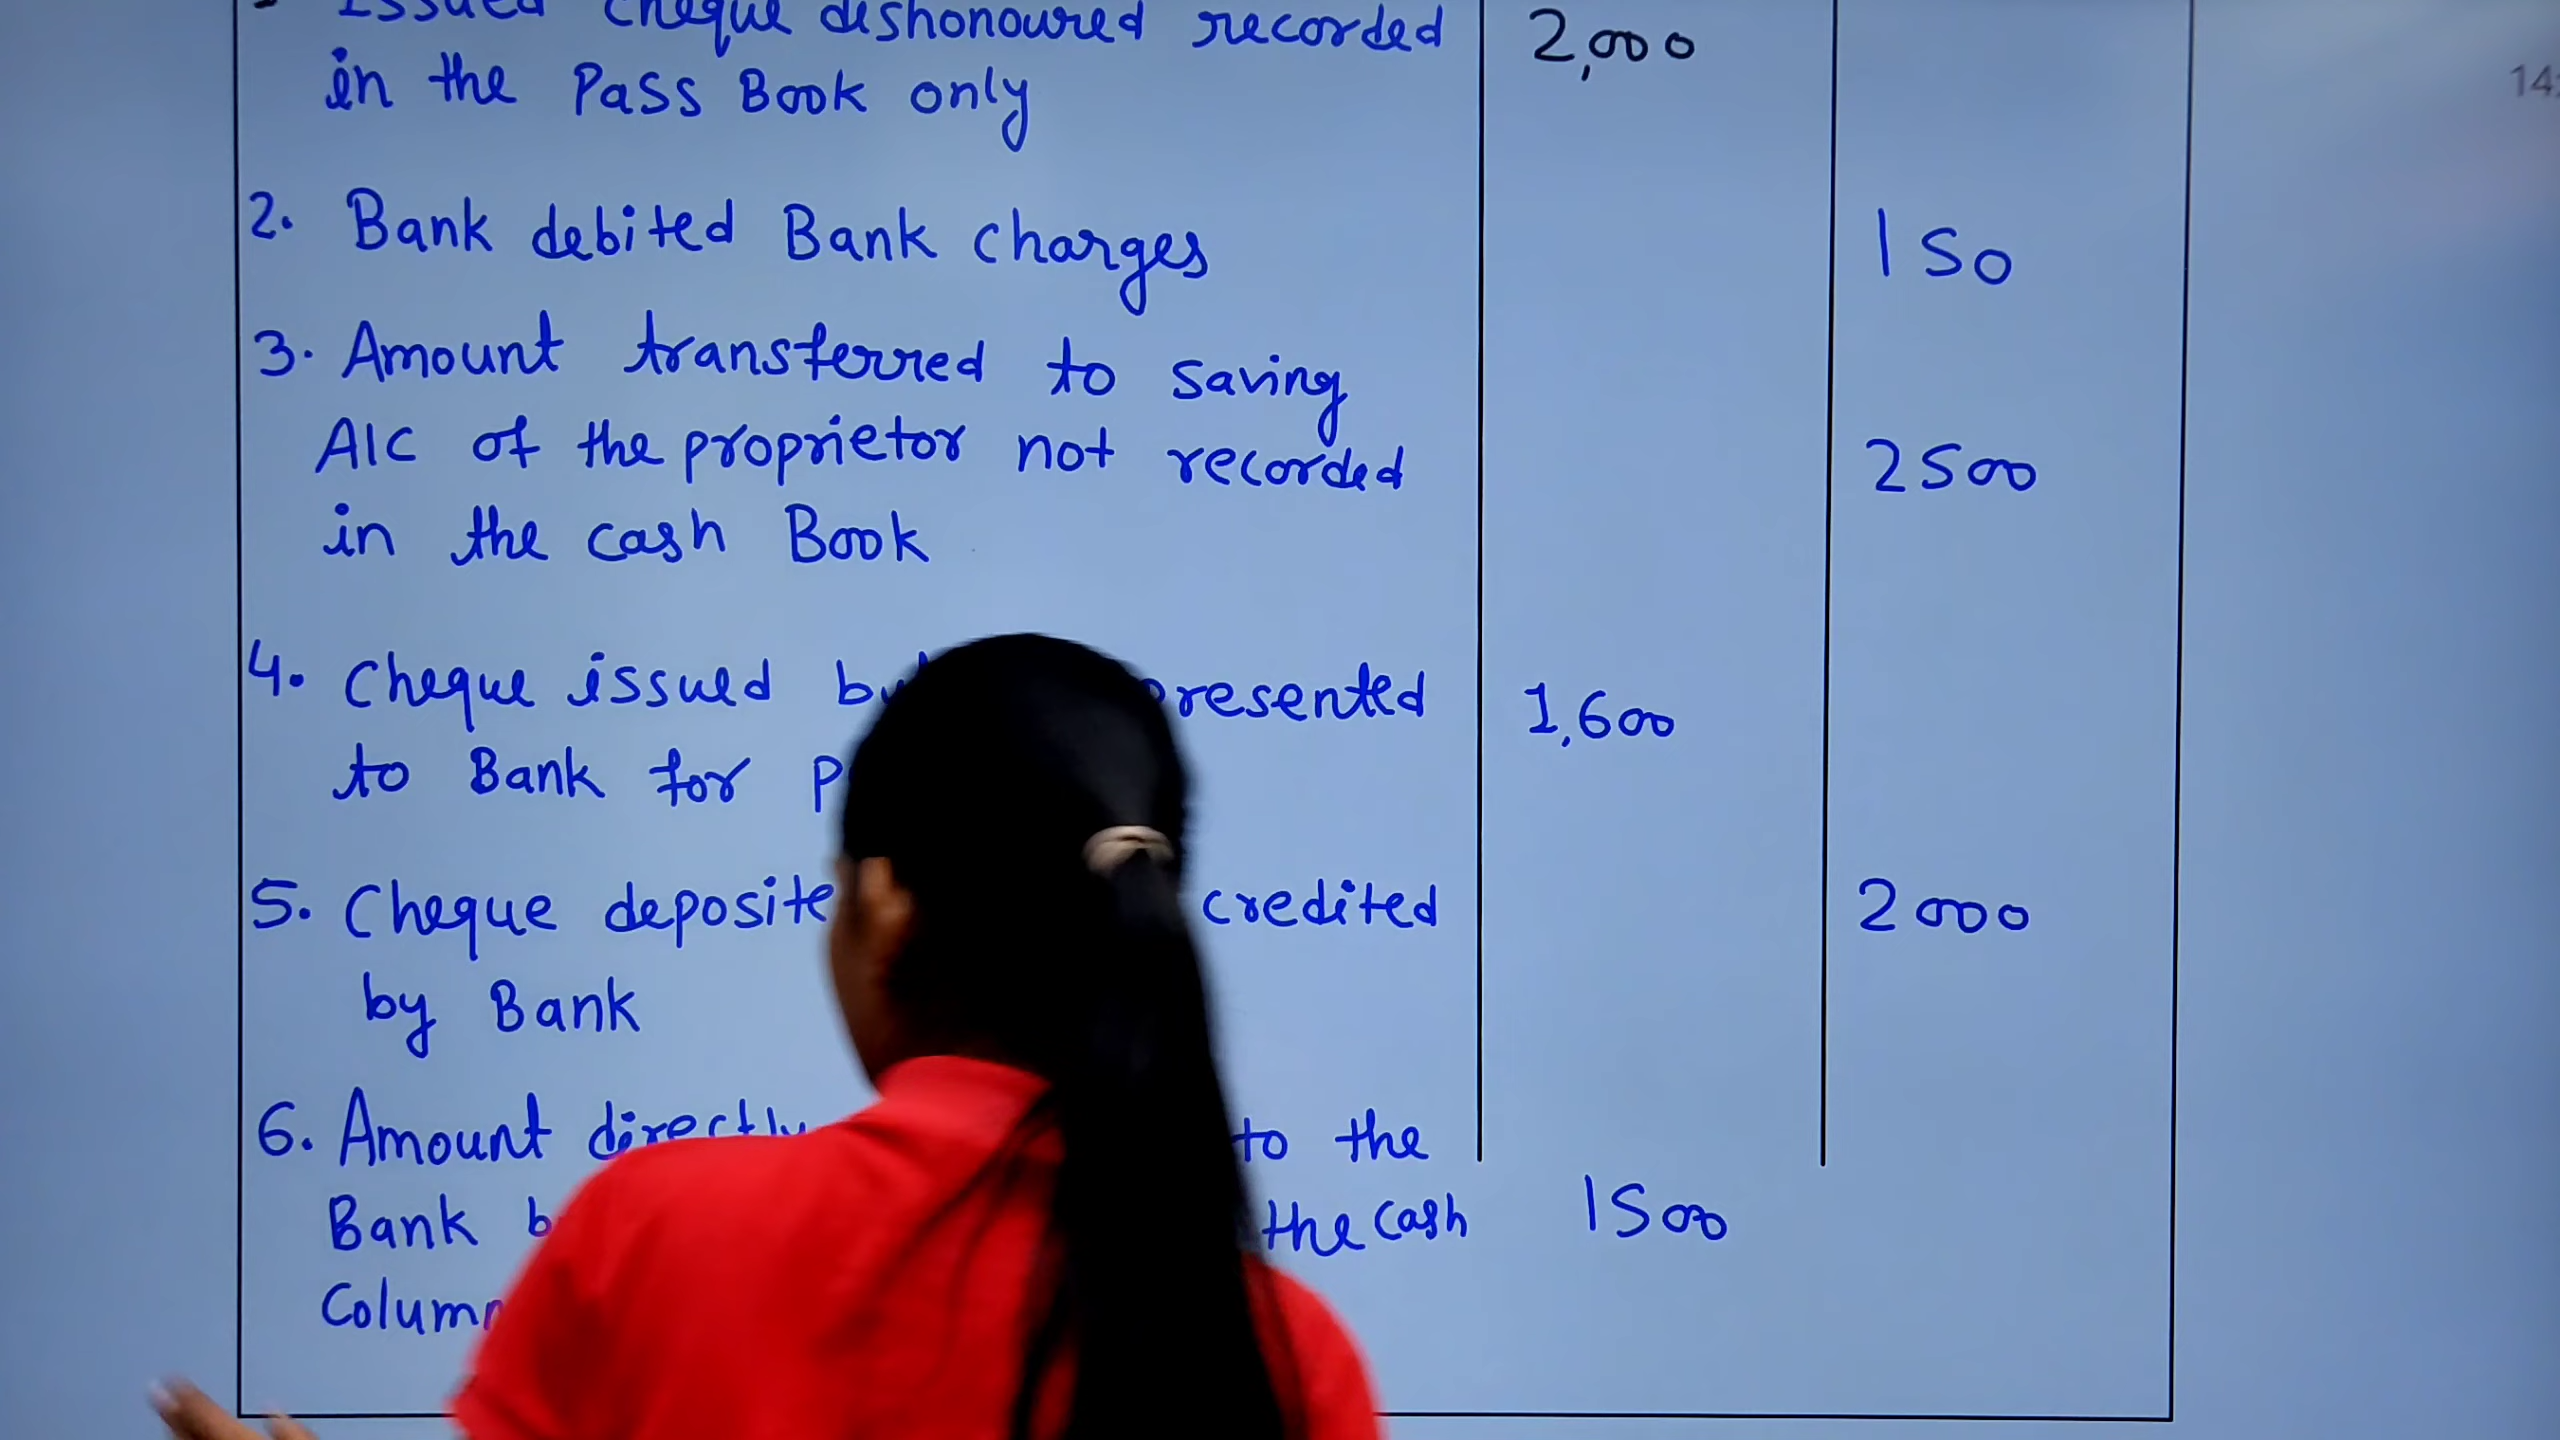 Issued cheque dishonoured recorded 2,000
in the Pass Book only
14:
2. Bank debited Bank charges 150
3. Amount transferred to saving
A/C of the proprietor not recorded 2500
in the cash Book
4. Cheque issued presented 1,600
to Bank for
5. Cheque credited 2000
by Bank
6. Amount directly to the
Bank the cash 1500